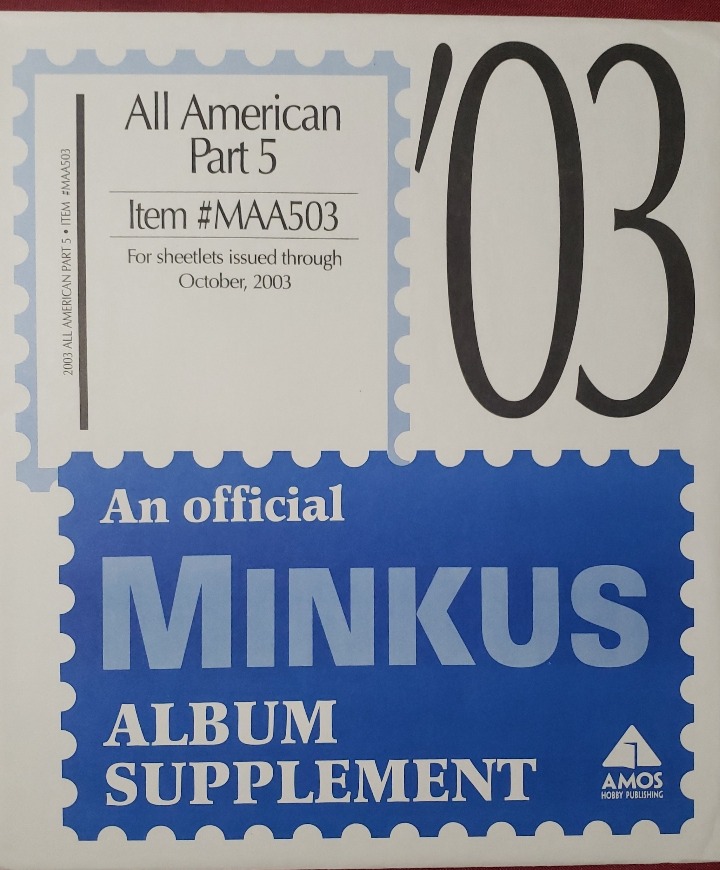 '03
All American
Part 5
Item #MAA503
For sheetlets issued through
October, 2003
2003 ALL AMERICAN PART 5 • ITEM #MAA503
An official
MINKUS
ALBUM
SUPPLEMENT
AMOS
HOBBY PUBLISHING